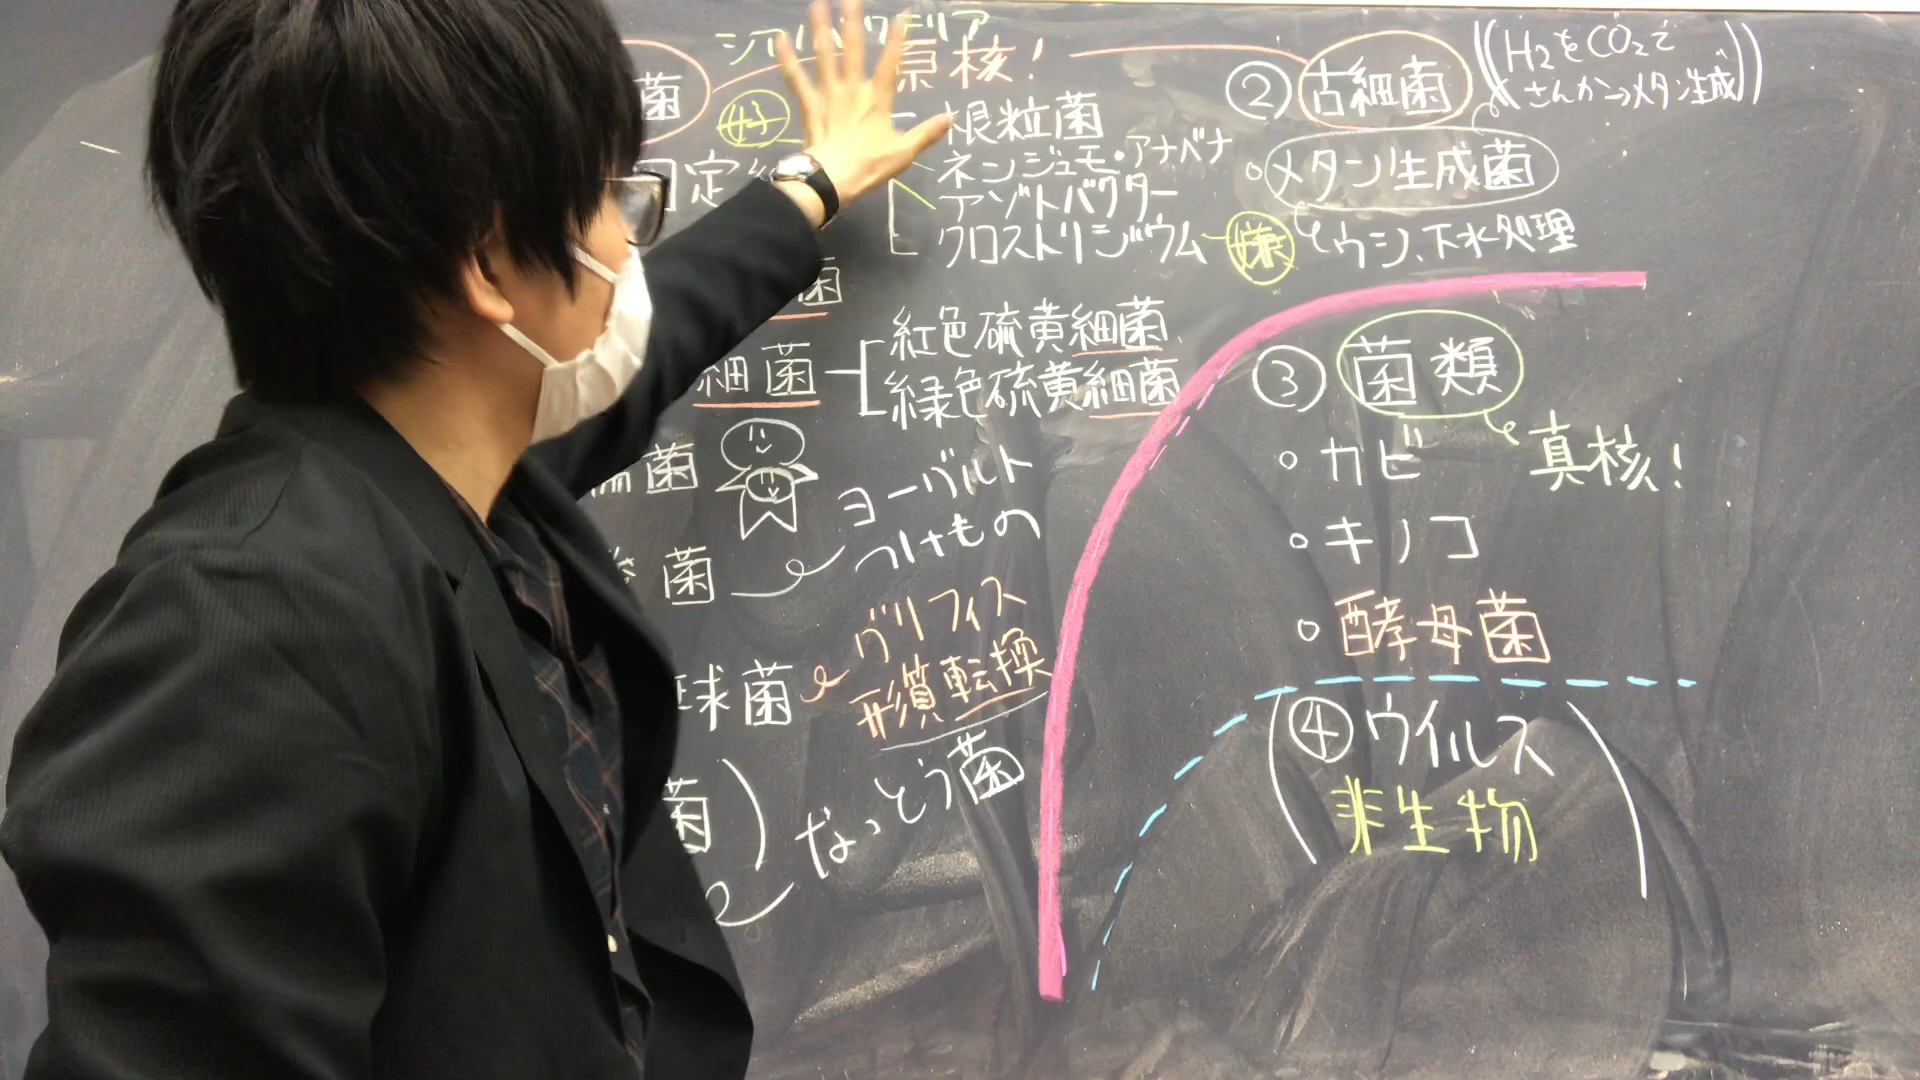 シアノバクテリア
原核!
菌
好
根粒菌
ネンジュモ・アナベナ
アゾトバクター
クロストリジウム
嫌
固定
菌
細菌
紅色硫黄細菌
緑色硫黄細菌
菌
ヨーグルト
つけもの
菌
球菌
グリフィス
形質転換
菌)
なっとう菌
②古細菌
((H2をCO2で
さんか→メタン生成))
メタン生成菌
ウシ、下水処理
③菌類
真核!
カビ
キノコ
酵母菌
(④ウイルス
非生物)